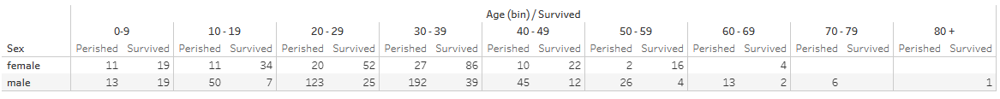 Age (bin) / Survived
0-9 10 - 19 20 - 29 30 - 39 40 - 49 50 - 59 60 - 69 70 - 79 80 +
Sex Perished Survived Perished Survived Perished Survived Perished Survived Perished Survived Perished Survived Perished Survived Perished Survived Perished Survived
female 11 19 11 34 20 52 27 86 10 22 2 16 4
male 13 19 50 7 123 25 192 39 45 12 26 4 13 2 6 1